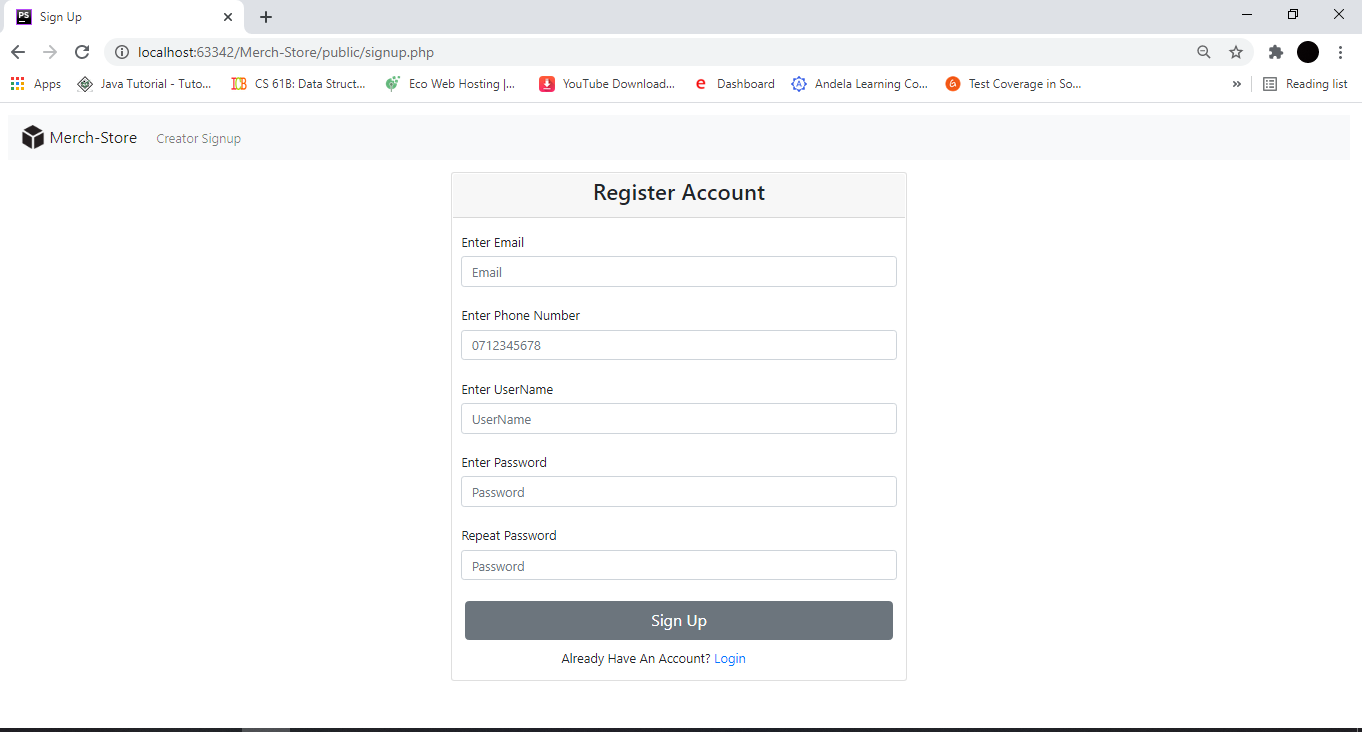 PS Sign Up
localhost:63342/Merch-Store/public/signup.php
Apps Java Tutorial - Tuto... CS 61B: Data Struct... Eco Web Hosting |... YouTube Download... e Dashboard A Andela Learning Co... Test Coverage in So... » Reading list
Merch-Store Creator Signup
Register Account
Enter Email
Email
Enter Phone Number
0712345678
Enter UserName
UserName
Enter Password
Password
Repeat Password
Password
Sign Up
Already Have An Account? Login